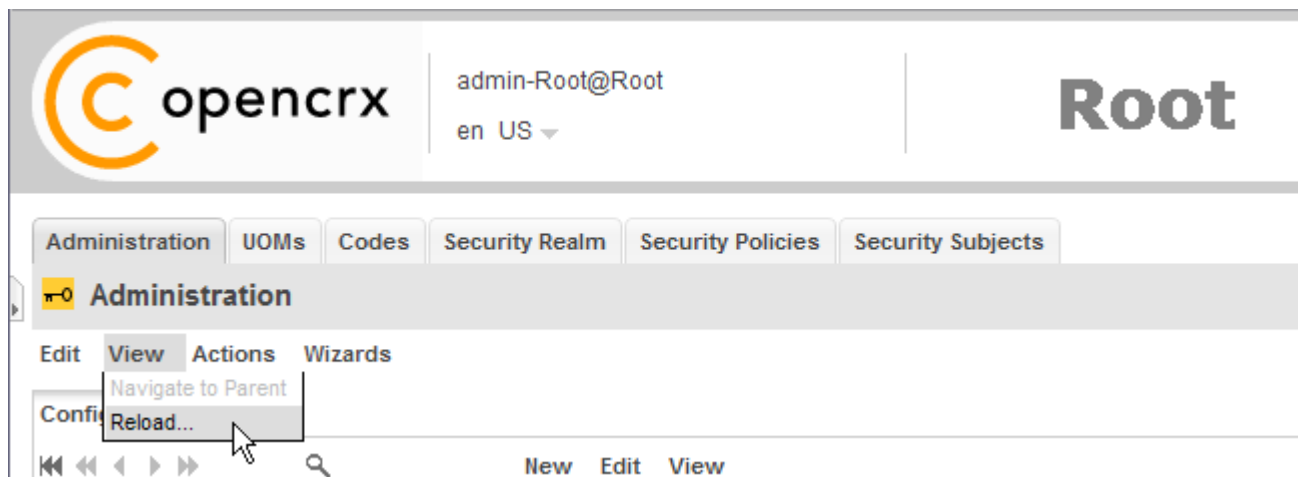 opencrx
admin-Root@Root
en US
Root
Administration UOMs Codes Security Realm Security Policies Security Subjects
Administration
Edit View Actions Wizards
Navigate to Parent
Reload...
New Edit View